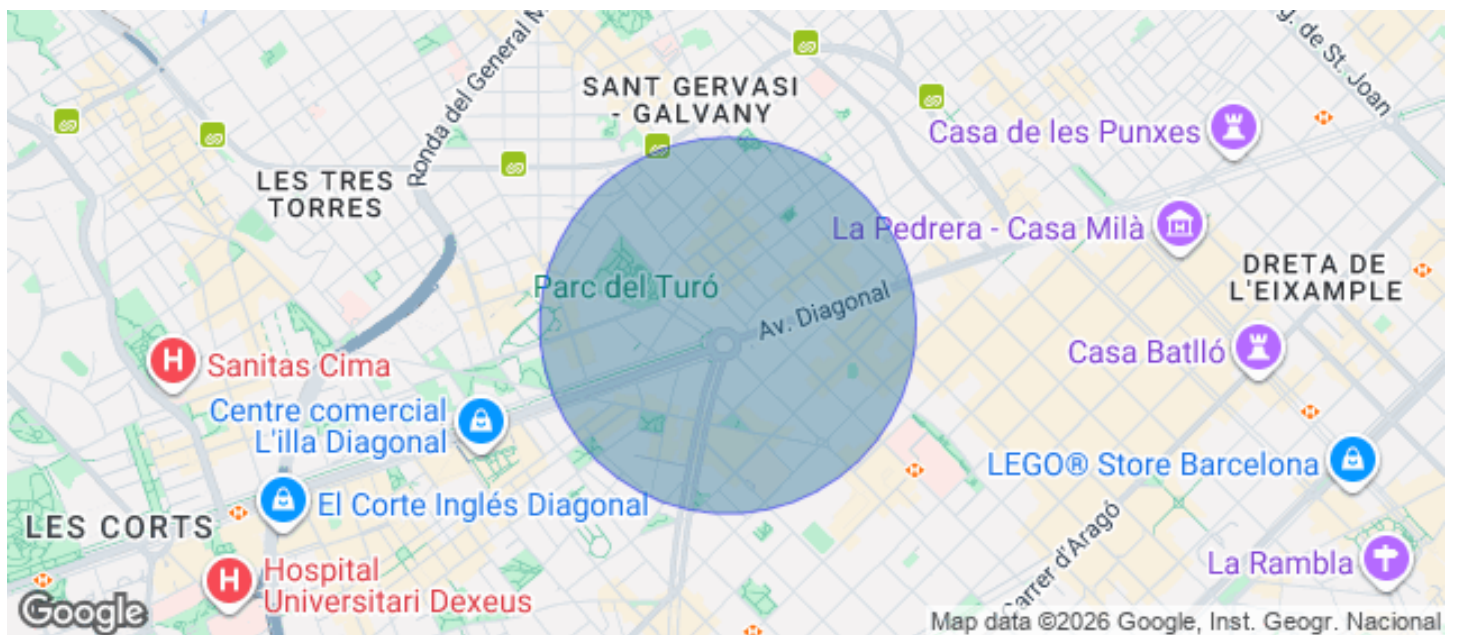 g. de St. Joan
Ronda del General M
SANT GERVASI
- GALVANY
Casa de les Punxes
LES TRES
TORRES
La Pedrera - Casa Milà
DRETA DE
L'EIXAMPLE
Parc del Turó
Av. Diagonal
Casa Batlló
H
Sanitas Cima
Centre comercial
L'illa Diagonal
LEGO® Store Barcelona
El Corte Inglés Diagonal
LES CORTS
Carrer d'Aragó
La Rambla
H
Hospital
Universitari Dexeus
Google
Map data ©2026 Google, Inst. Geogr. Nacional